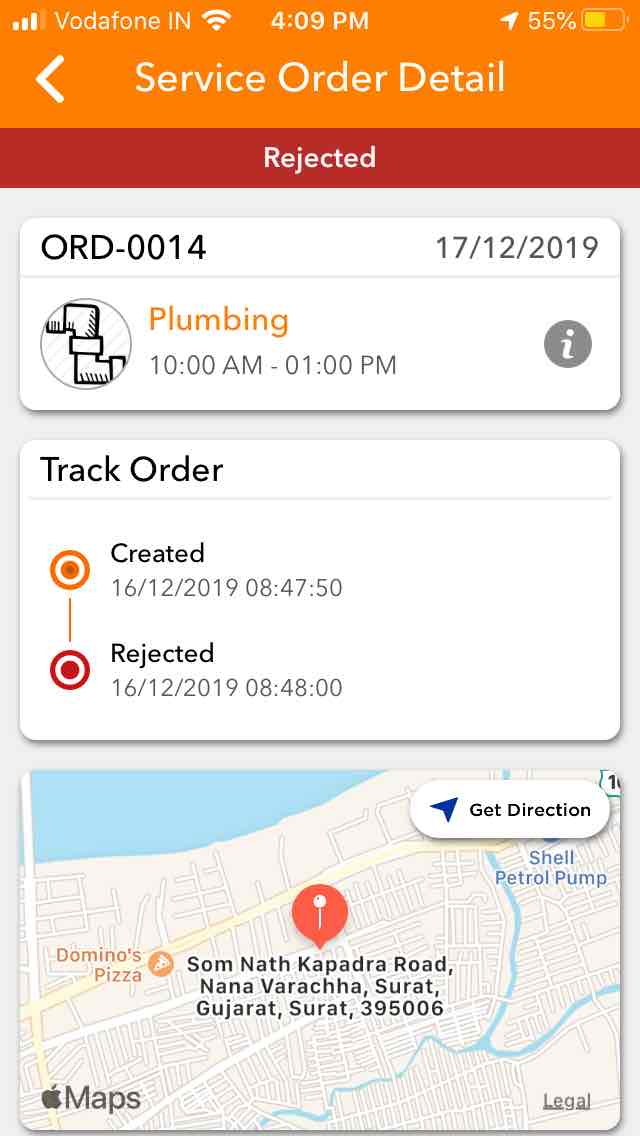 Vodafone IN 4:09 PM 55%
Service Order Detail
Rejected
ORD-0014 17/12/2019
Plumbing
10:00 AM - 01:00 PM
i
Track Order
Created
16/12/2019 08:47:50
Rejected
16/12/2019 08:48:00
Get Direction
Shell
Petrol Pump
Domino's
Pizza
Som Nath Kapadra Road,
Nana Varachha, Surat,
Gujarat, Surat, 395006
Maps
Legal